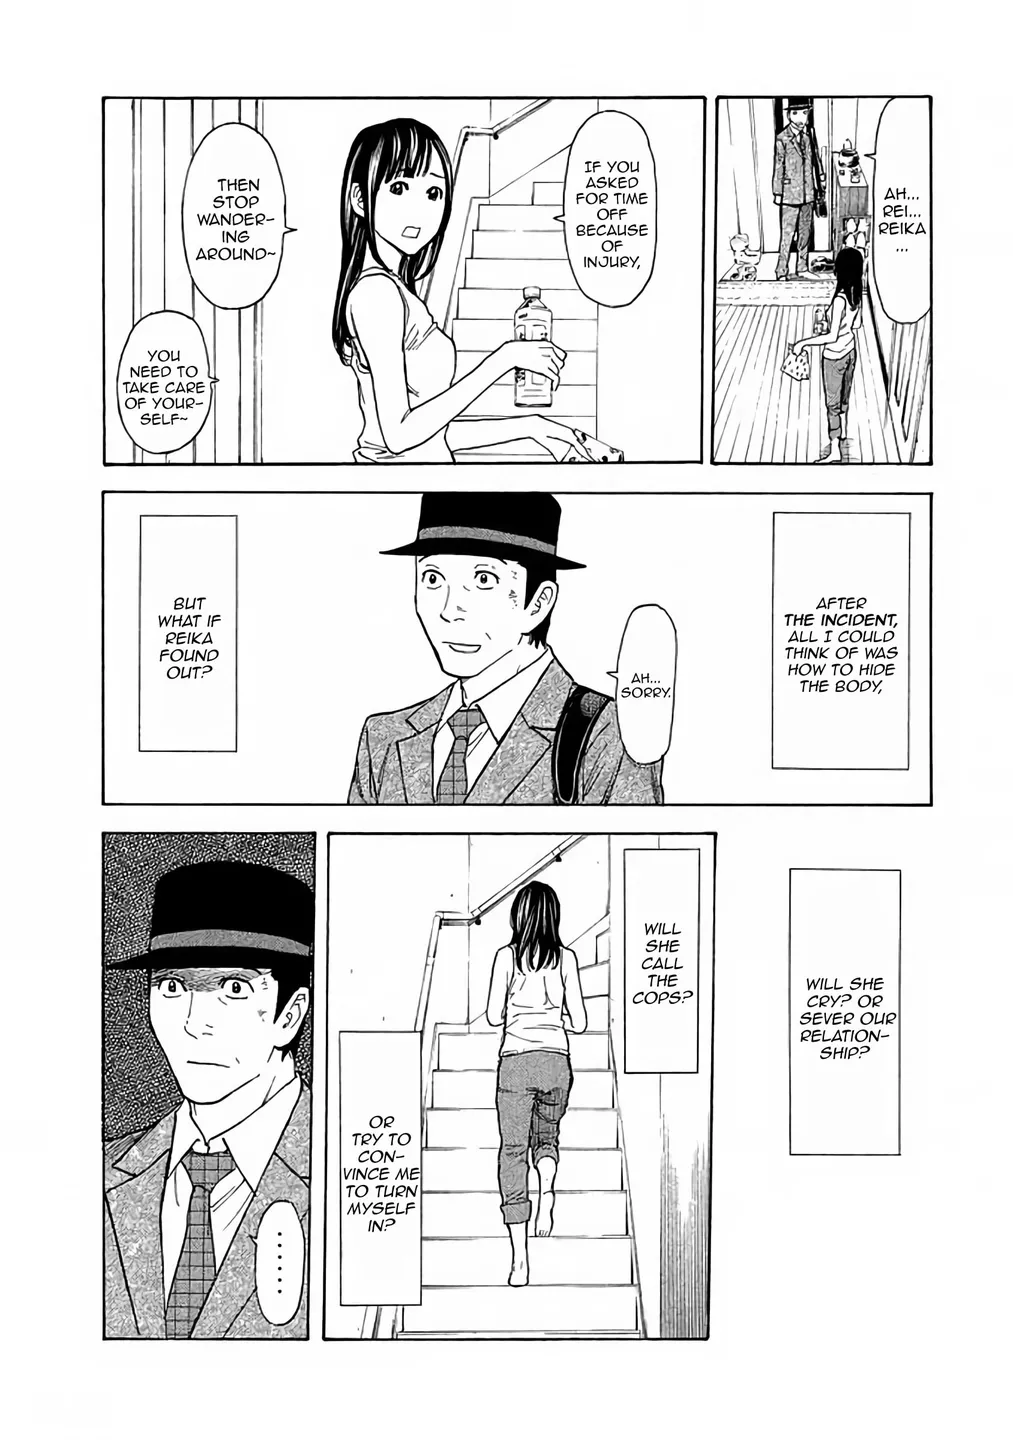 AH...
REI...
REIKA
...
IF YOU
ASKED
FOR TIME
OFF
BECAUSE
OF
INJURY,
THEN
STOP
WANDER-
ING
AROUND~
YOU
NEED TO
TAKE CARE
OF YOUR-
SELF~
AFTER
THE INCIDENT,
ALL I COULD
THINK OF WAS
HOW TO HIDE
THE BODY,
AH...
SORRY.
BUT
WHAT IF
REIKA
FOUND
OUT?
WILL SHE
CRY? OR
SEVER OUR
RELATION-
SHIP?
WILL
SHE
CALL
THE
COPS?
OR
TRY TO
CON-
VINCE ME
TO TURN
MYSELF
IN?
......